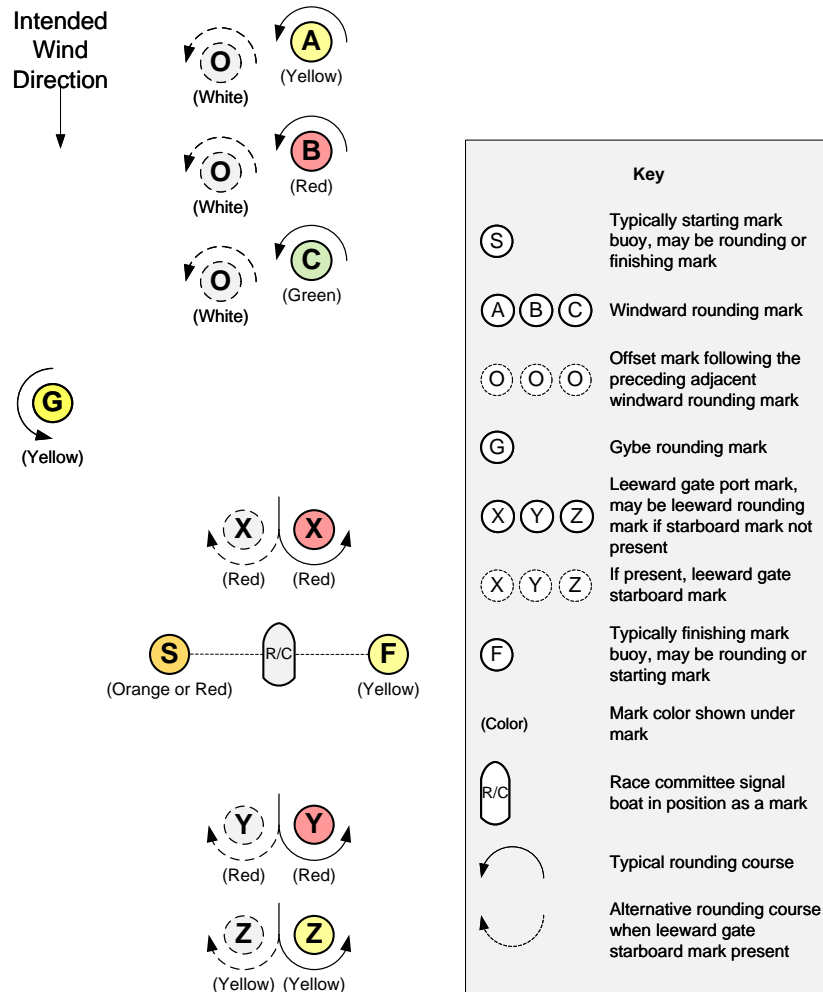 Intended
Wind
Direction
A
(Yellow)
O
(White)
B
(Red)
O
(White)
C
(Green)
O
(White)
G
(Yellow)
X X
(Red) (Red)
S R/C F
(Orange or Red) (Yellow)
Y Y
(Red) (Red)
Z Z
(Yellow) (Yellow)
Key
S
Typically starting mark
buoy, may be rounding or
finishing mark
A B C Windward rounding mark
O O O
Offset mark following the
preceding adjacent
windward rounding mark
G Gybe rounding mark
X Y Z
Leeward gate port mark,
may be leeward rounding
mark if starboard mark not
present
X Y Z
If present, leeward gate
starboard mark
F
Typically finishing mark
buoy, may be rounding or
starting mark
(Color)
Mark color shown under
mark
R/C
Race committee signal
boat in position as a mark
Typical rounding course
Alternative rounding course
when leeward gate
starboard mark present